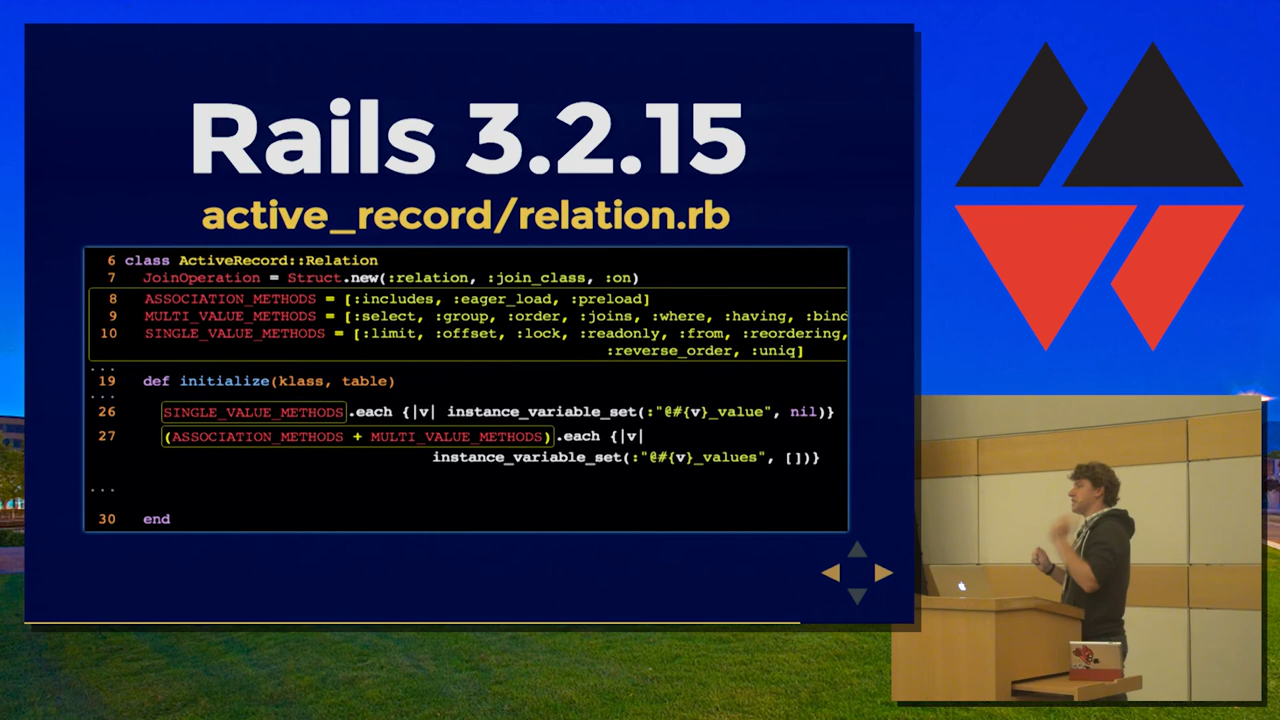 Rails 3.2.15
active_record/relation.rb
6 class ActiveRecord::Relation
7 JoinOperation = Struct.new(:relation, :join_class, :on)
8 ASSOCIATION_METHODS = [:includes, :eager_load, :preload]
9 MULTI_VALUE_METHODS = [:select, :group, :order, :joins, :where, :having, :bind
10 SINGLE_VALUE_METHODS = [:limit, :offset, :lock, :readonly, :from, :reordering,
:reverse_order, :uniq]
...
19 def initialize(klass, table)
...
26 SINGLE_VALUE_METHODS.each {|v| instance_variable_set(:"@#{v}_value", nil)}
27 (ASSOCIATION_METHODS + MULTI_VALUE_METHODS).each {|v|
instance_variable_set(:"@#{v}_values", [])}
...
30 end